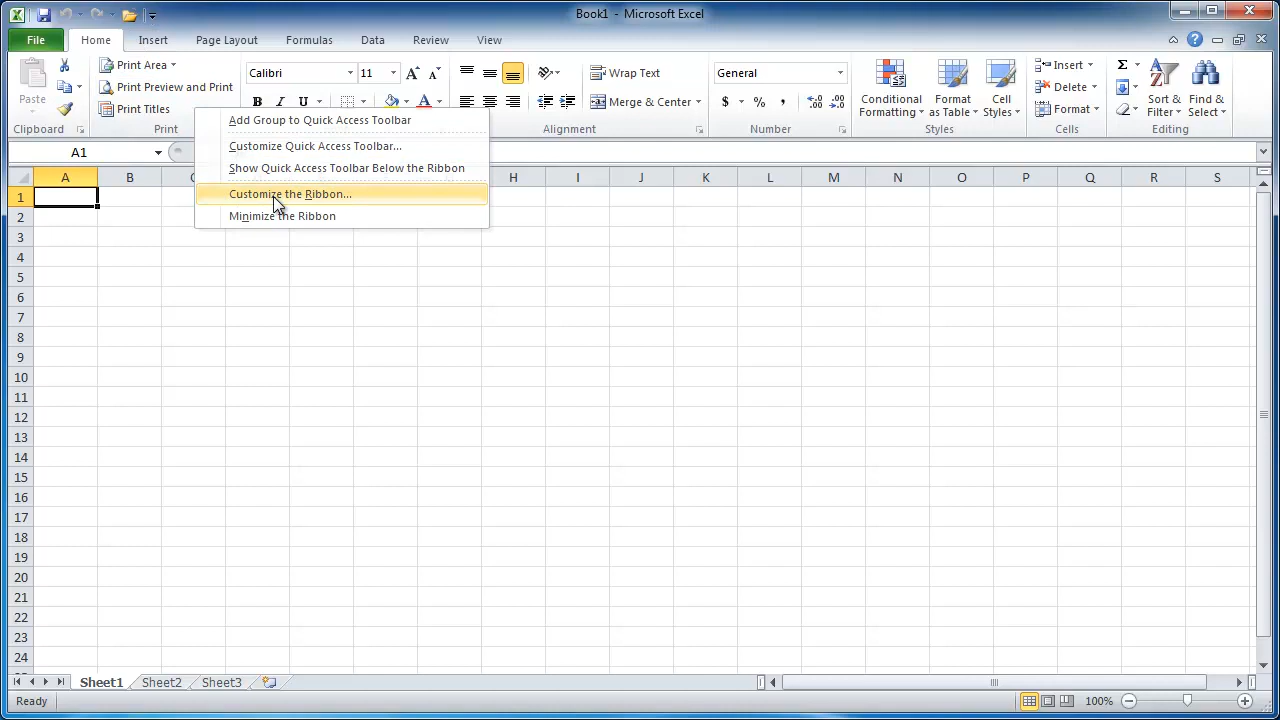 Book1 - Microsoft Excel
File Home Insert Page Layout Formulas Data Review View
Paste
Clipboard
Print Area
Print Preview and Print
Print Titles
Print
Calibri 11
B I U A
Wrap Text
Merge & Center
Alignment
General
$ % ,
Number
Conditional Formatting
Format as Table
Cell Styles
Styles
Insert
Delete
Format
Cells
Σ
Sort & Filter
Find & Select
Editing
Add Group to Quick Access Toolbar
Customize Quick Access Toolbar...
Show Quick Access Toolbar Below the Ribbon
Customize the Ribbon...
Minimize the Ribbon
A1
A B C H I J K L M N O P Q R S
1
2
3
4
5
6
7
8
9
10
11
12
13
14
15
16
17
18
19
20
21
22
23
24
Sheet1 Sheet2 Sheet3
Ready 100%